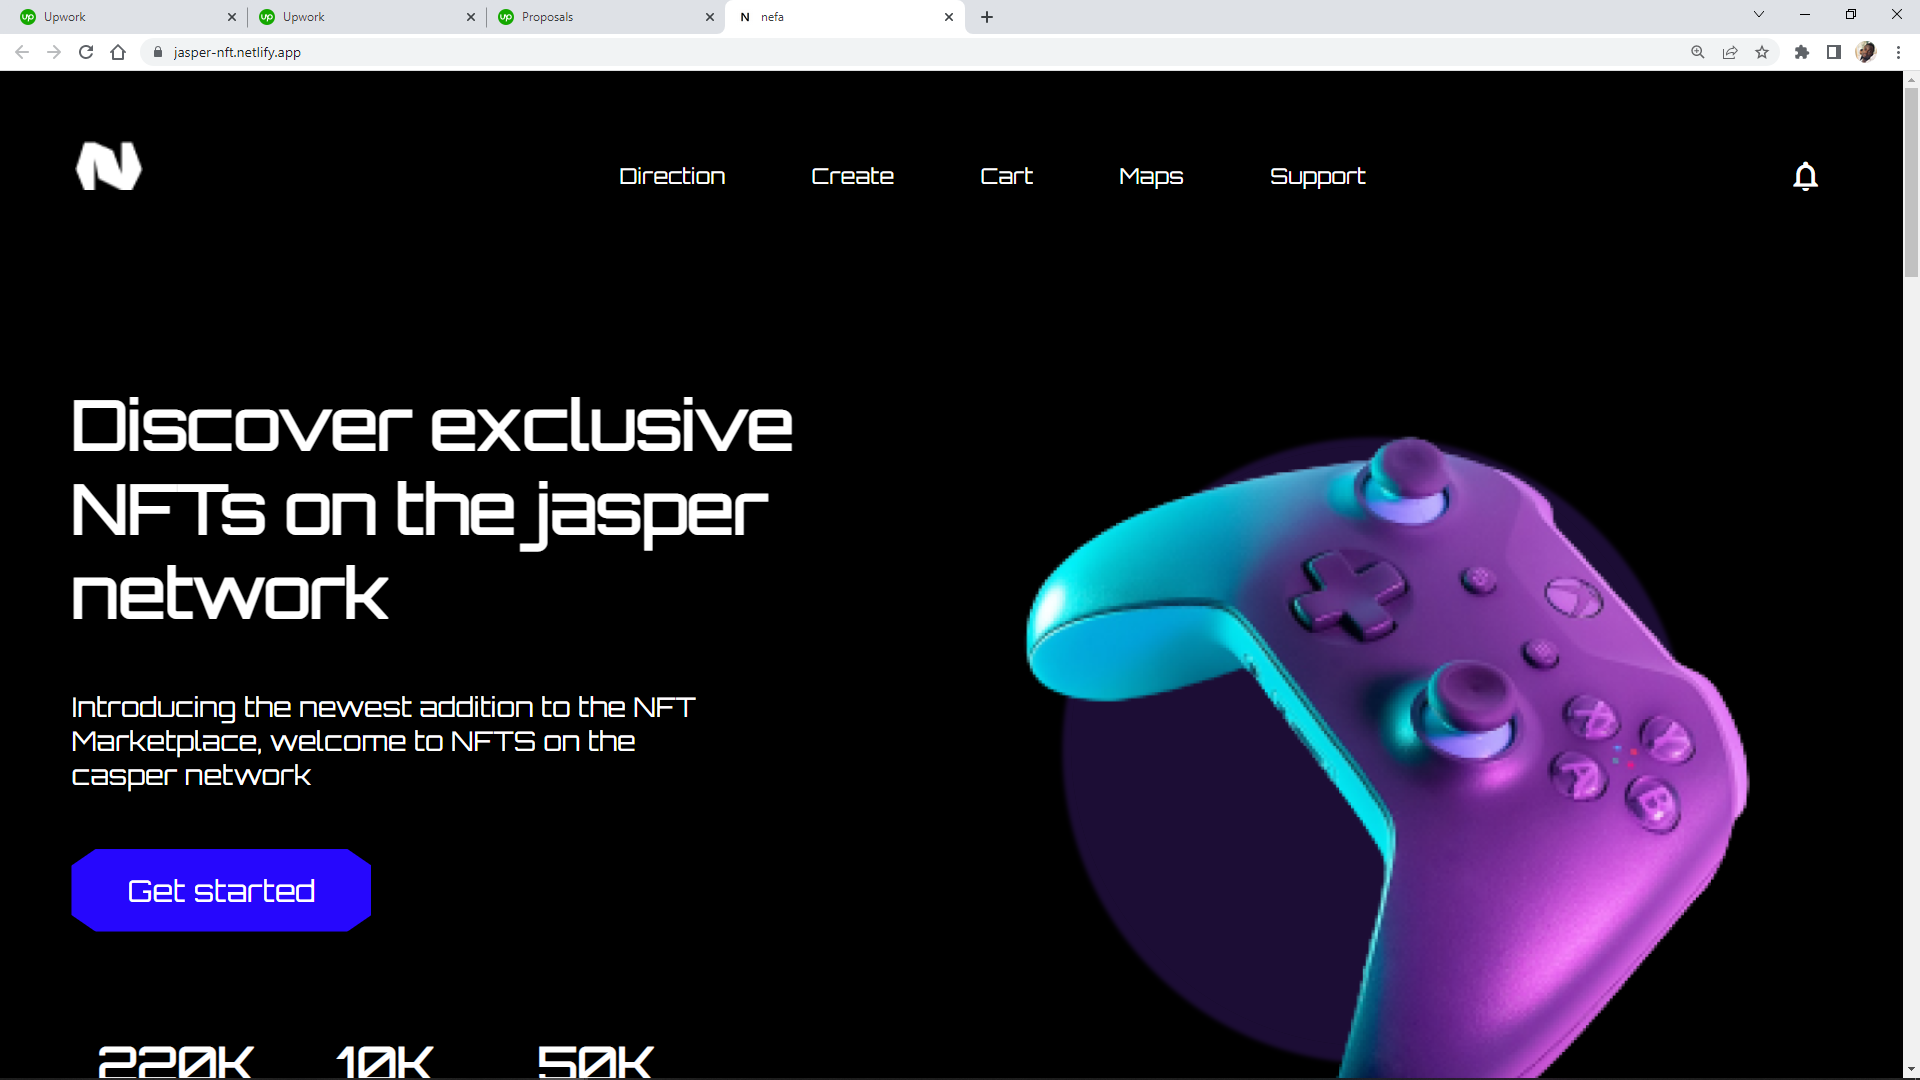 Upwork
Upwork
Proposals
N nefa
jasper-nft.netlify.app
N
Direction Create Cart Maps Support
Discover exclusive
NFTs on the jasper
network
Introducing the newest addition to the NFT
Marketplace, welcome to NFTS on the
casper network
Get started
X
Y
A
B
220K 10K 50K